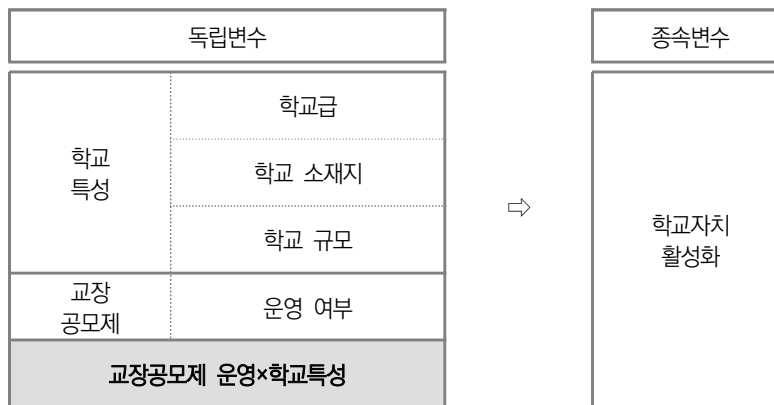 독립변수
종속변수
학교
특성
학교급
학교 소재지
학교 규모
교장
공모제
운영 여부
교장공모제 운영×학교특성
⇨
학교자치
활성화